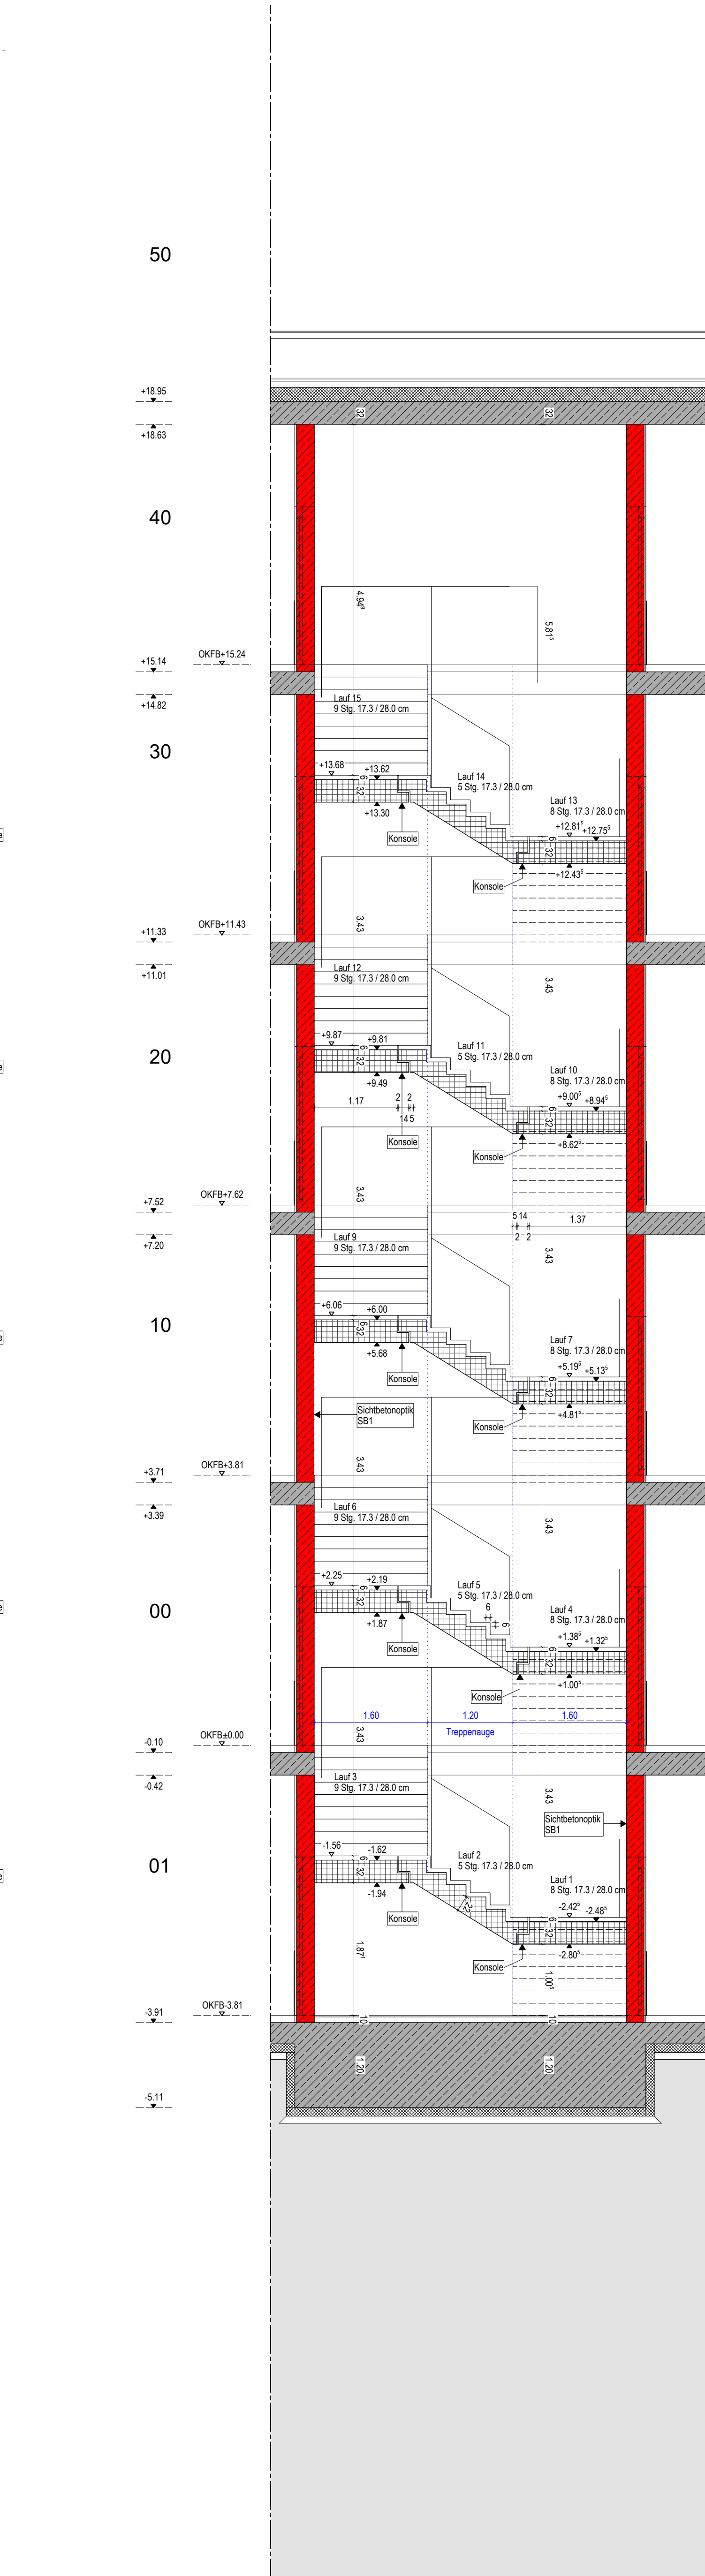 50
+18.95
32
32
+18.63
40
4.94⁹
5.81⁵
OKFB+15.24
+15.14
+14.82
Lauf 15
9 Stg. 17.3 / 28.0 cm
30
+13.68
+13.62
6
32
+13.30
Konsole
Lauf 14
5 Stg. 17.3 / 28.0 cm
Lauf 13
8 Stg. 17.3 / 28.0 cm
+12.81⁵
+12.75⁵
6
32
+12.43⁵
Konsole
OKFB+11.43
+11.33
+11.01
3.43
3.43
Lauf 12
9 Stg. 17.3 / 28.0 cm
20
+9.87
+9.81
6
32
+9.49
Lauf 11
5 Stg. 17.3 / 28.0 cm
Lauf 10
8 Stg. 17.3 / 28.0 cm
+9.00⁵
+8.94⁵
6
32
+8.62⁵
1.17
2
2
14
5
Konsole
Konsole
OKFB+7.62
+7.52
+7.20
3.43
5
14
1.37
2
2
3.43
Lauf 9
9 Stg. 17.3 / 28.0 cm
10
+6.06
+6.00
6
32
+5.68
Konsole
Lauf 7
8 Stg. 17.3 / 28.0 cm
+5.19⁵
+5.13⁵
6
32
+4.81⁵
Konsole
Sichtbetonoptik
SB1
OKFB+3.81
+3.71
+3.39
3.43
3.43
Lauf 6
9 Stg. 17.3 / 28.0 cm
00
+2.25
+2.19
6
32
+1.87
Konsole
Lauf 5
5 Stg. 17.3 / 28.0 cm
6
6
Lauf 4
8 Stg. 17.3 / 28.0 cm
+1.38⁵
+1.32⁵
6
32
+1.00⁵
Konsole
1.60
1.20
1.60
Treppenauge
OKFB±0.00
-0.10
-0.42
3.43
3.43
Lauf 3
9 Stg. 17.3 / 28.0 cm
Sichtbetonoptik
SB1
01
-1.56
-1.62
6
32
-1.94
Konsole
Lauf 2
5 Stg. 17.3 / 28.0 cm
Lauf 1
8 Stg. 17.3 / 28.0 cm
-2.42⁵
-2.48⁵
6
32
-2.80⁵
Konsole
1.87¹
1.00⁵
OKFB-3.81
-3.91
10
10
1.20
1.20
-5.11